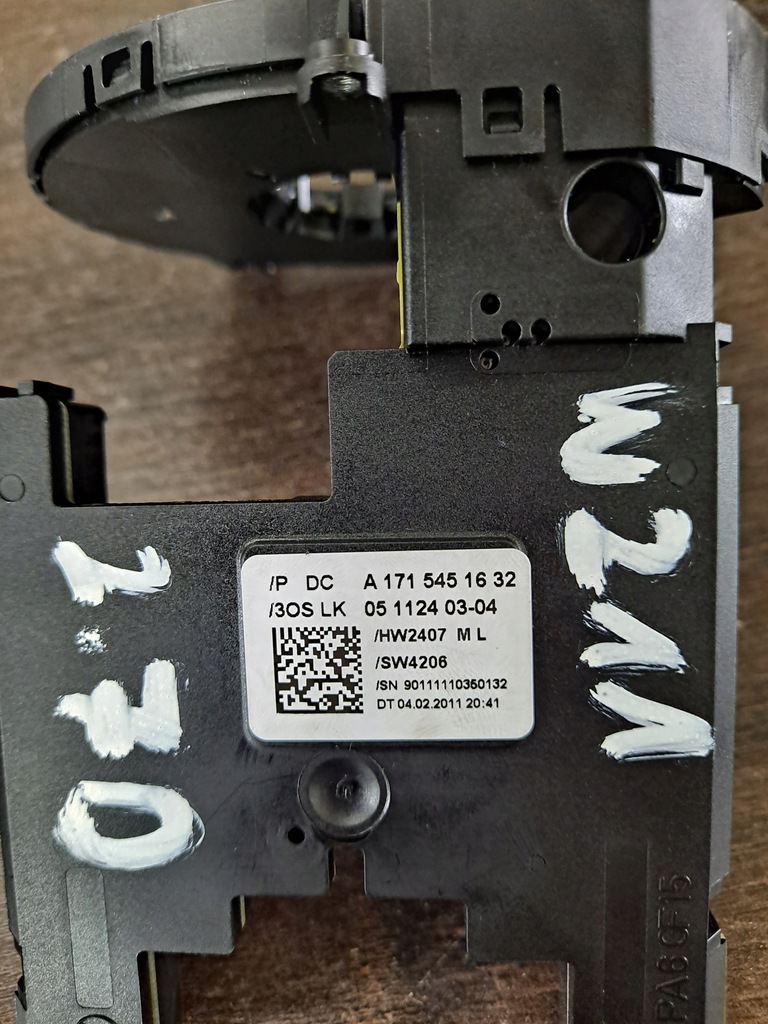 W211
/P DC A 171 545 16 32
/3OS LK 05 1124 03-04
/HW2407 M L
/SW4206
/SN 90111110350132
DT 04.02.2011 20:41
PA6 GF15